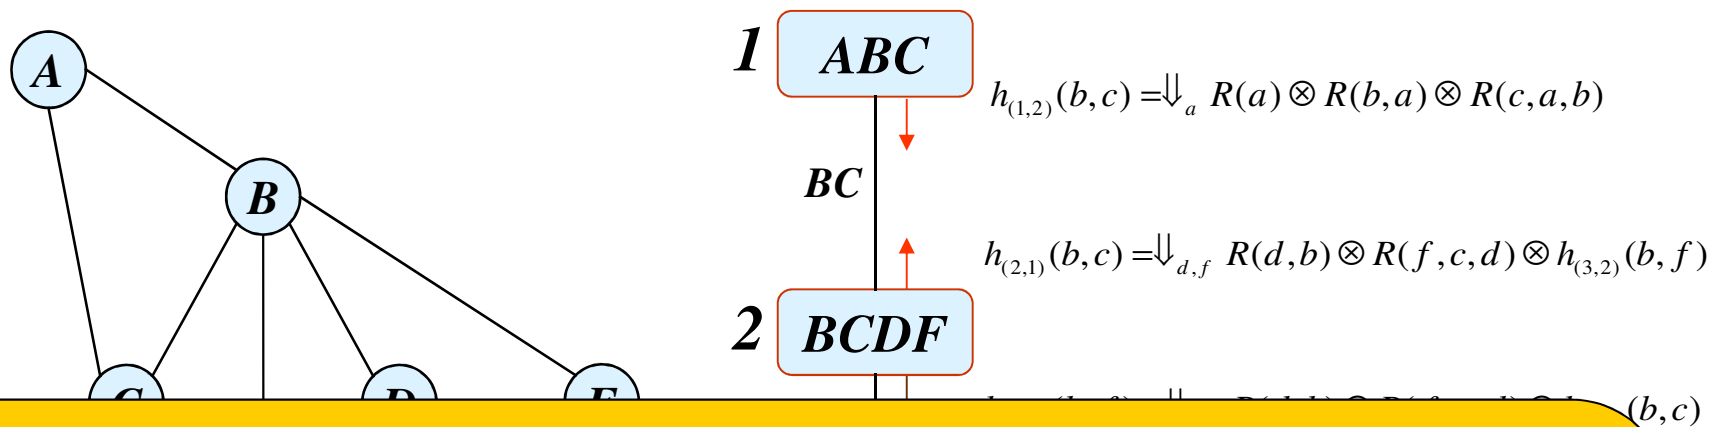 A
B
C D E
1 ABC
h(1,2)(b,c) =⇓a R(a) ⊗ R(b,a) ⊗ R(c,a,b)
BC
h(2,1)(b,c) =⇓d,f R(d,b) ⊗ R(f,c,d) ⊗ h(3,2)(b,f)
2 BCDF
(b,c)